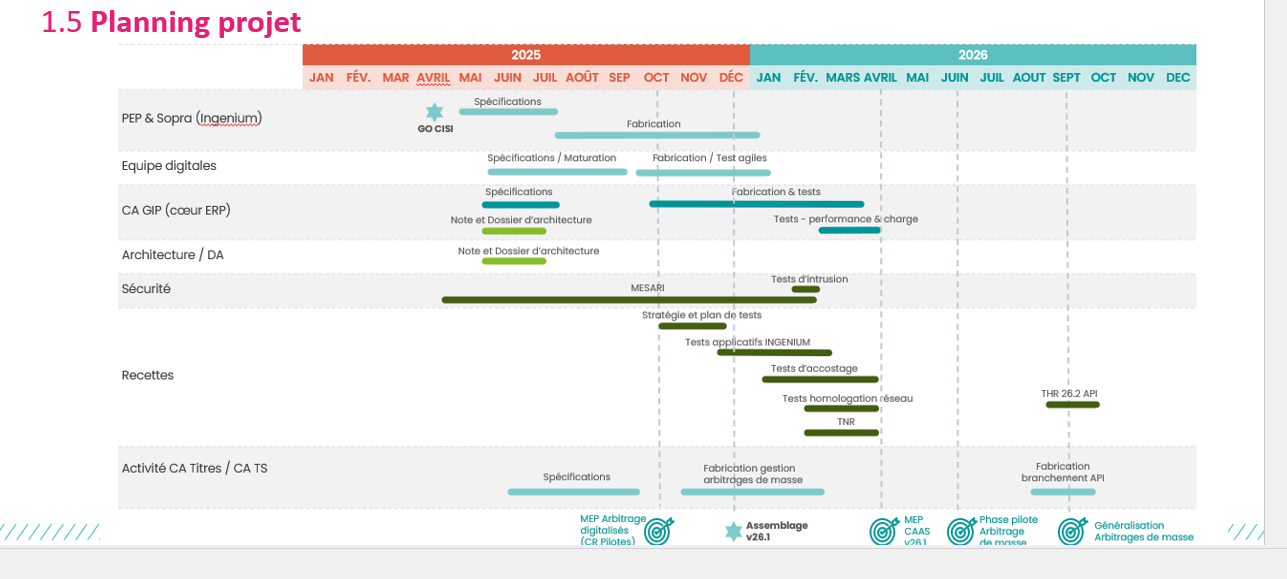 1.5 Planning projet
2025
2026
JAN FÉV. MAR AVRIL MAI JUIN JUIL AOÛT SEP OCT NOV DÉC JAN FÉV. MARS AVRIL MAI JUIN JUIL AOUT SEPT OCT NOV DEC
PEP & Sopra (Ingenium)
GO CISI
Spécifications
Fabrication
Equipe digitales
Spécifications / Maturation
Fabrication / Test agiles
CA GIP (cœur ERP)
Spécifications
Fabrication & tests
Note et Dossier d'architecture
Tests - performance & charge
Architecture / DA
Note et Dossier d'architecture
Sécurité
Tests d'intrusion
MESARI
Recettes
Stratégie et plan de tests
Tests applicatifs INGENIUM
Tests d'accostage
Tests homologation réseau
TNR
THR 26.2 API
Activité CA Titres / CA TS
Spécifications
Fabrication gestion
arbitrages de masse
Fabrication
branchement API
MEP Arbitrage
digitalisés
(CR Pilotes)
Assemblage
v26.1
MEP
CAAS
v26.1
Phase pilote
Arbitrage
de masse
Généralisation
Arbitrages de masse